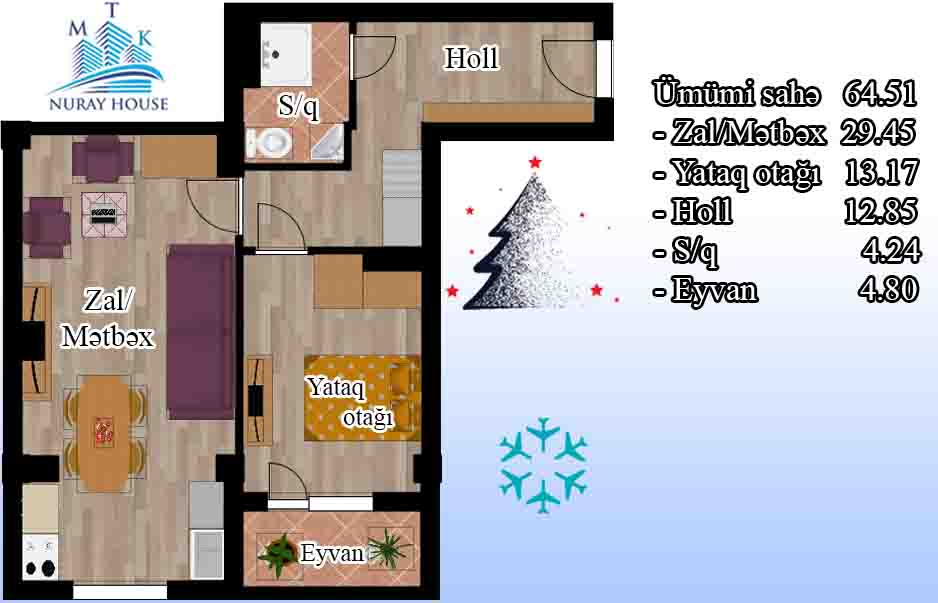 M T K
NURAY HOUSE
S/q
Holl
Zal/
Mətbəx
Yataq
otağı
Eyvan
Ümümi sahə 64.51
- Zal/Mətbəx 29.45
- Yataq otağı 13.17
- Holl 12.85
- S/q 4.24
- Eyvan 4.80